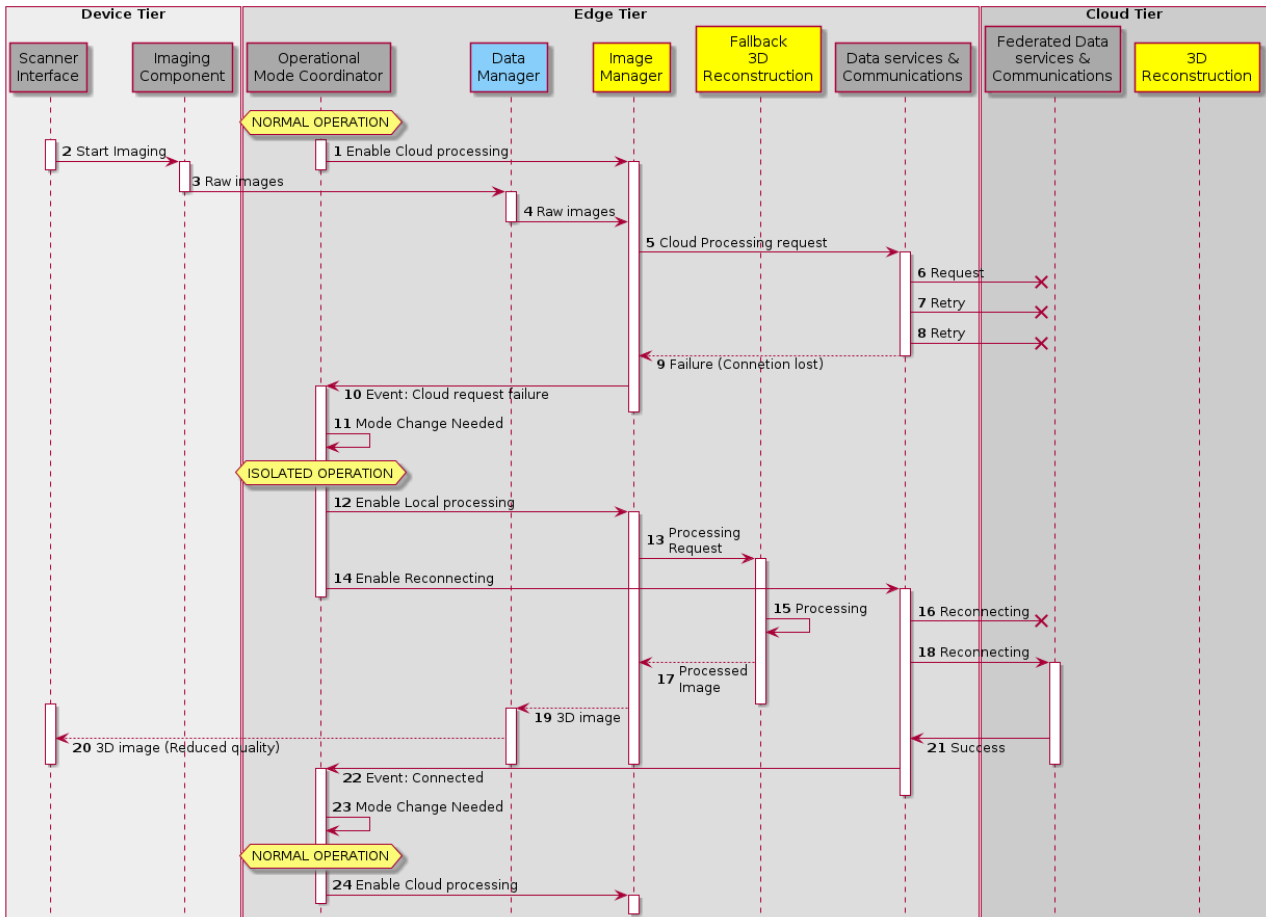 Device Tier
Edge Tier
Cloud Tier
Scanner
Interface
Imaging
Component
Operational
Mode Coordinator
Data
Manager
Image
Manager
Fallback
3D
Reconstruction
Data services &
Communications
Federated Data
services &
Communications
3D
Reconstruction
NORMAL OPERATION
2 Start Imaging
1 Enable Cloud processing
3 Raw images
4 Raw images
5 Cloud Processing request
6 Request
7 Retry
8 Retry
9 Failure (Connetion lost)
10 Event: Cloud request failure
11 Mode Change Needed
ISOLATED OPERATION
12 Enable Local processing
13 Processing
Request
14 Enable Reconnecting
15 Processing
16 Reconnecting
18 Reconnecting
17 Processed
Image
19 3D image
20 3D image (Reduced quality)
21 Success
22 Event: Connected
23 Mode Change Needed
NORMAL OPERATION
24 Enable Cloud processing